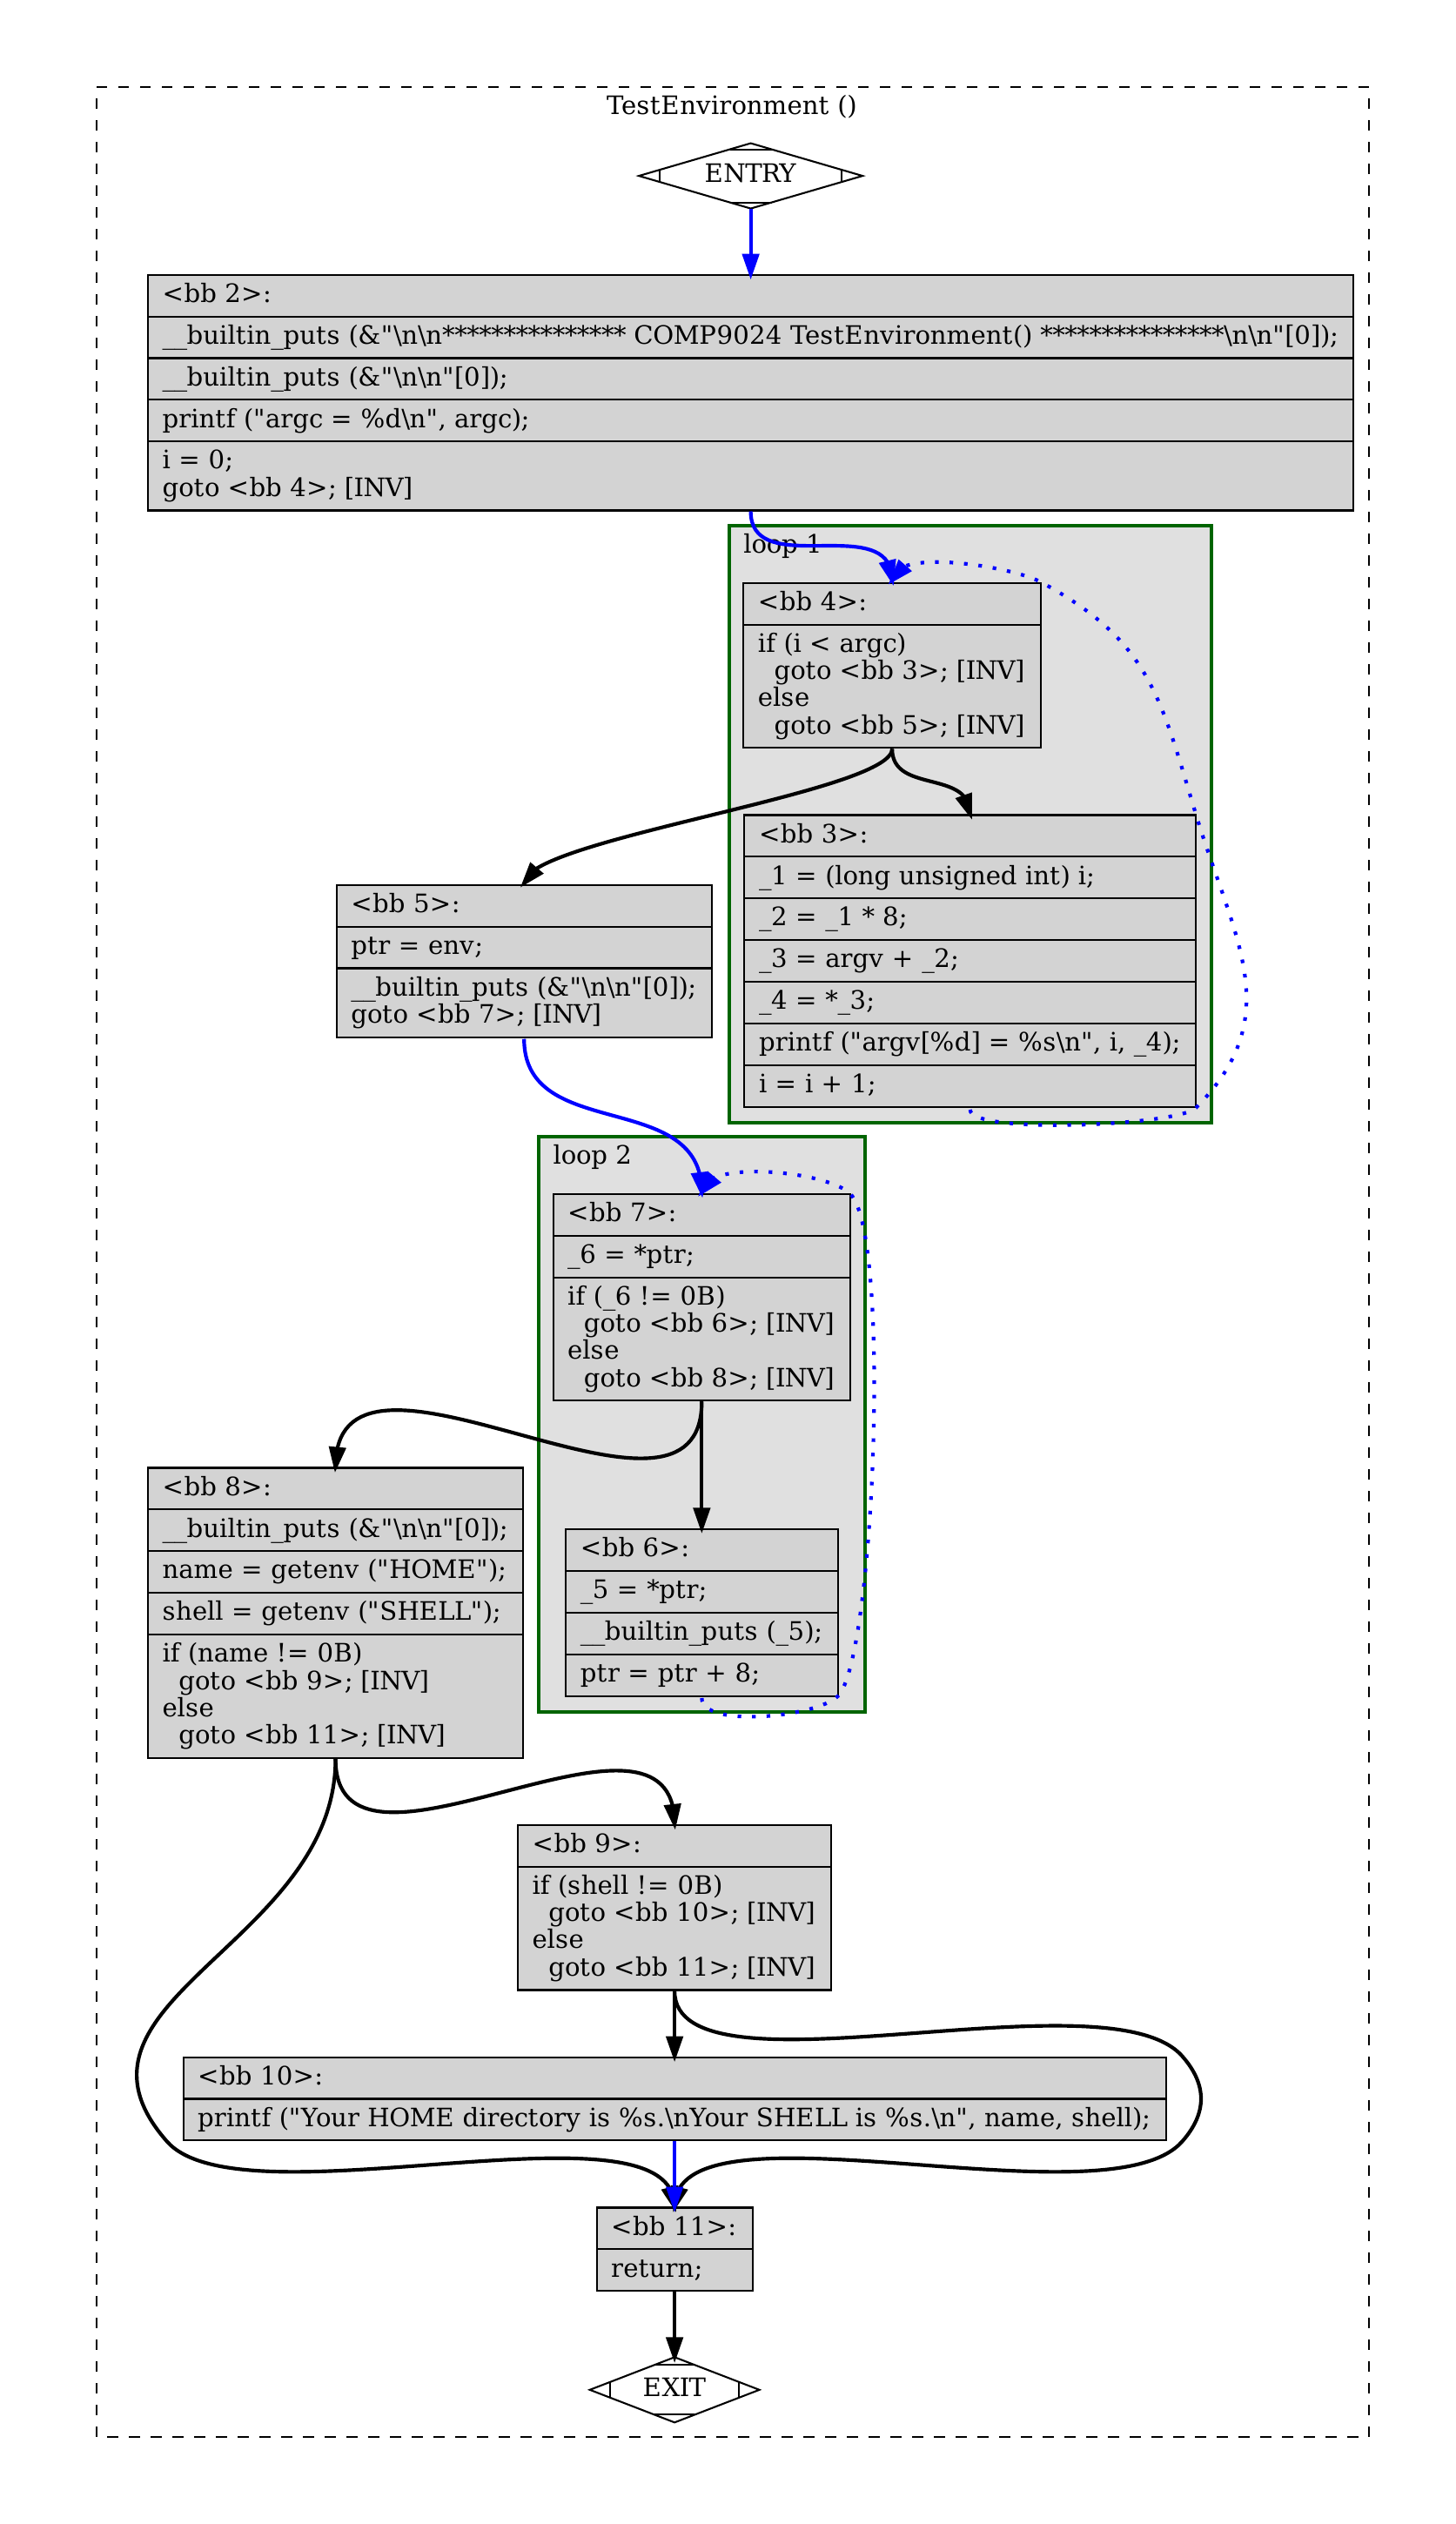 TestEnvironment ()
ENTRY
<bb 2>:
__builtin_puts (&"\n\n*************** COMP9024 TestEnvironment() ***************\n\n"[0]);
__builtin_puts (&"\n\n"[0]);
printf ("argc = %d\n", argc);
i = 0;
goto <bb 4>; [INV]
loop 1
<bb 4>:
if (i < argc)
  goto <bb 3>; [INV]
else
  goto <bb 5>; [INV]
<bb 3>:
_1 = (long unsigned int) i;
_2 = _1 * 8;
_3 = argv + _2;
_4 = *_3;
printf ("argv[%d] = %s\n", i, _4);
i = i + 1;
<bb 5>:
ptr = env;
__builtin_puts (&"\n\n"[0]);
goto <bb 7>; [INV]
loop 2
<bb 7>:
_6 = *ptr;
if (_6 != 0B)
  goto <bb 6>; [INV]
else
  goto <bb 8>; [INV]
<bb 8>:
__builtin_puts (&"\n\n"[0]);
name = getenv ("HOME");
shell = getenv ("SHELL");
if (name != 0B)
  goto <bb 9>; [INV]
else
  goto <bb 11>; [INV]
<bb 6>:
_5 = *ptr;
__builtin_puts (_5);
ptr = ptr + 8;
<bb 9>:
if (shell != 0B)
  goto <bb 10>; [INV]
else
  goto <bb 11>; [INV]
<bb 10>:
printf ("Your HOME directory is %s.\nYour SHELL is %s.\n", name, shell);
<bb 11>:
return;
EXIT